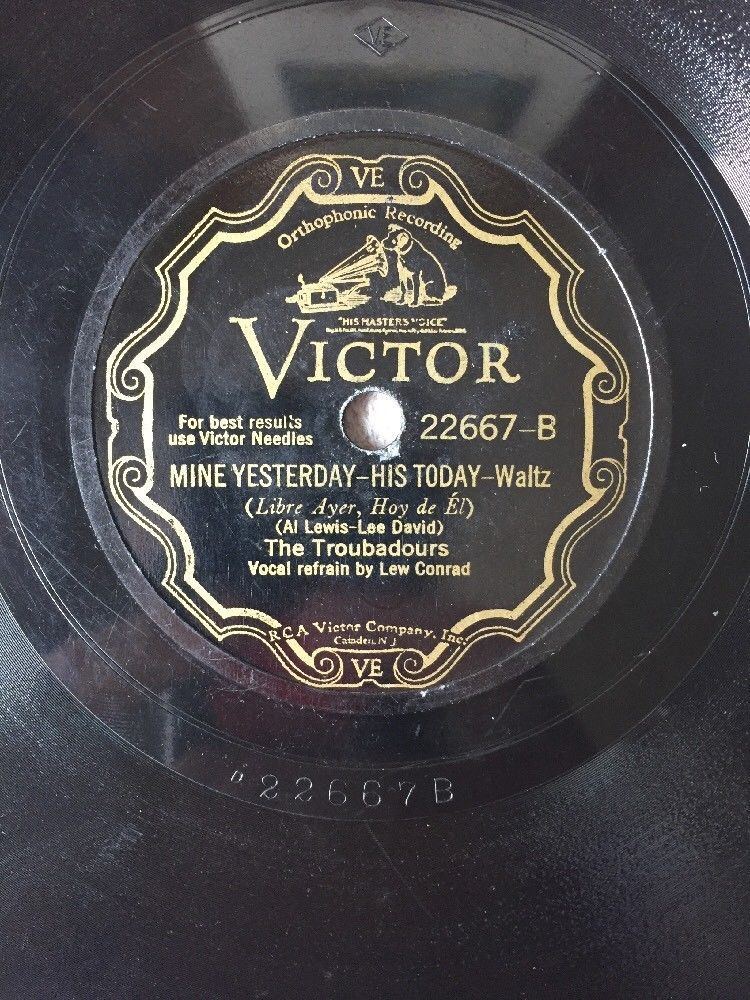 VE
VE
Orthophonic Recording
"HIS MASTER'S VOICE"
VICTOR
For best results
use Victor Needles
22667-B
MINE YESTERDAY-HIS TODAY-Waltz
(Libre Ayer, Hoy de Él)
(Al Lewis-Lee David)
The Troubadours
Vocal refrain by Lew Conrad
RCA Victor Company, Inc.
Camden, N J
VE
22667B